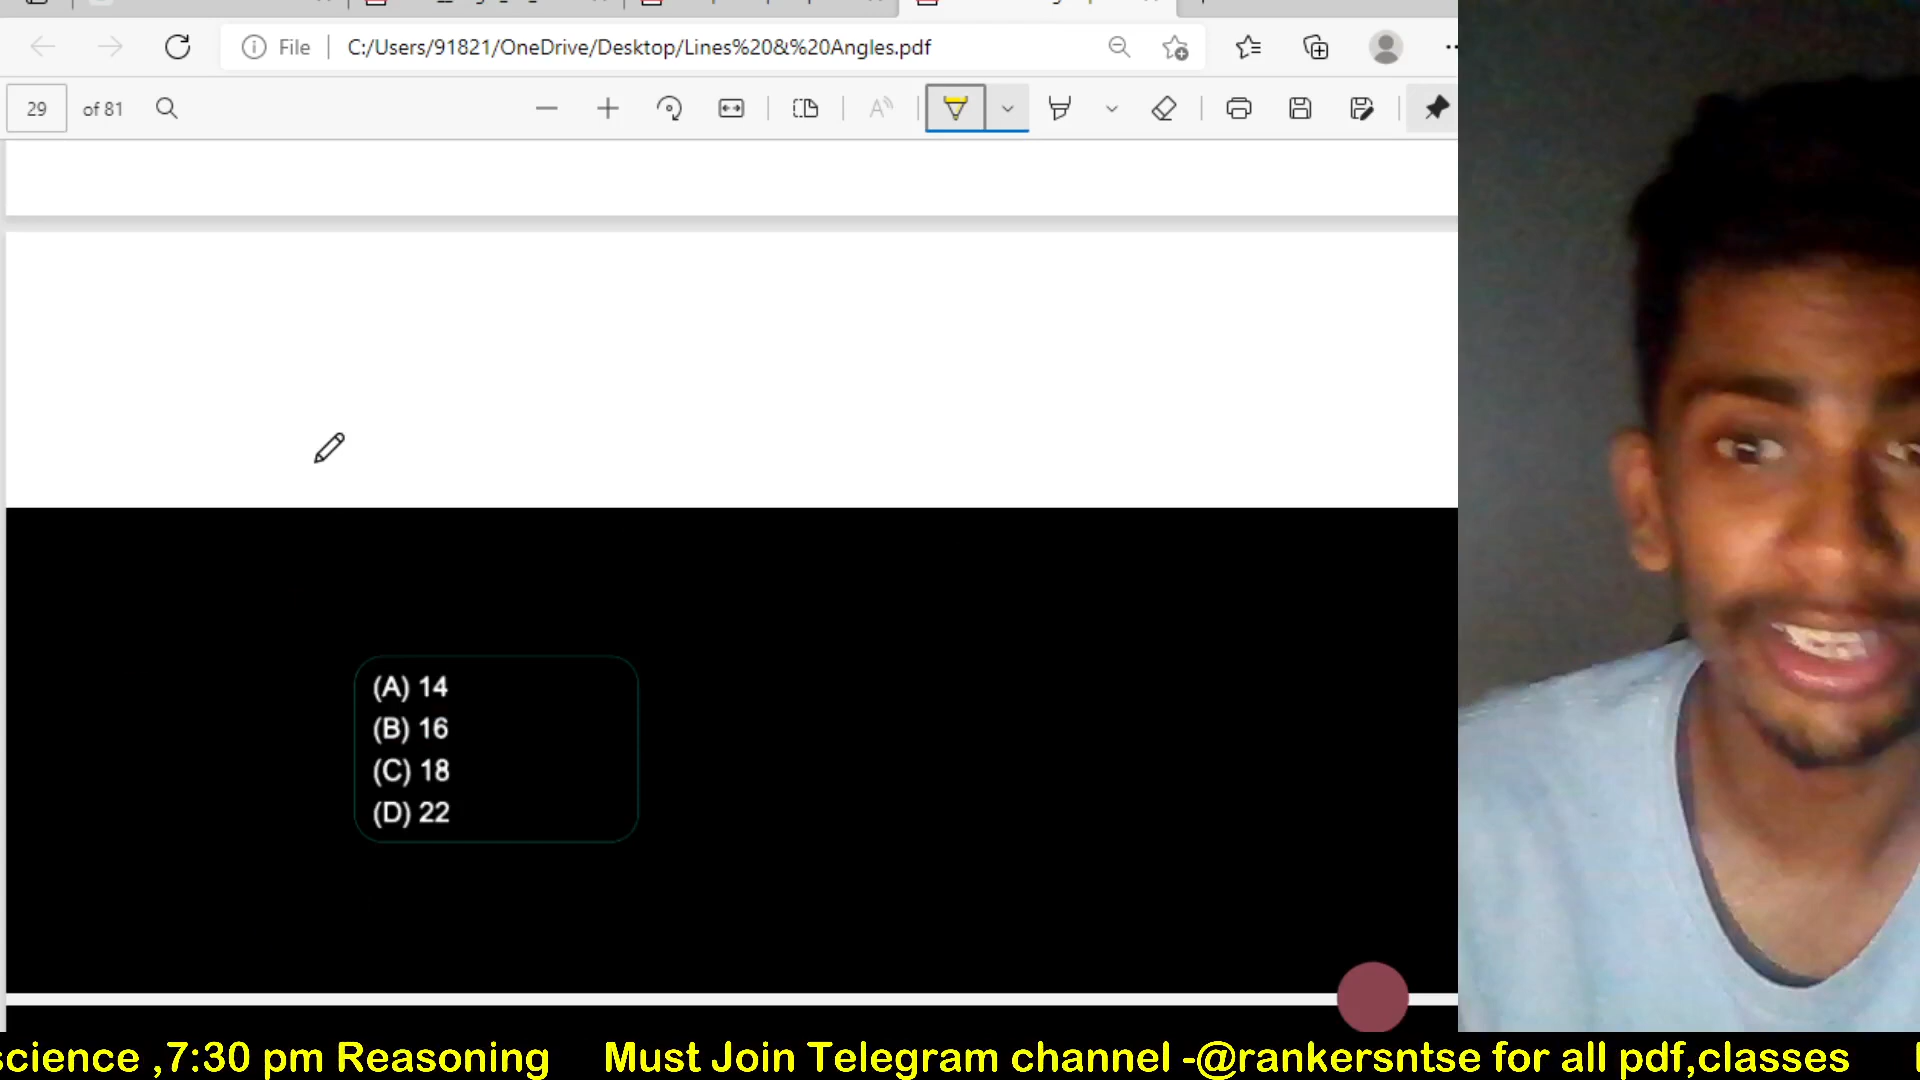 File
C:/Users/91821/OneDrive/Desktop/Lines%20&%20Angles.pdf
29 of 81
(A) 14
(B) 16
(C) 18
(D) 22
science ,7:30 pm Reasoning Must Join Telegram channel -@rankersntse for all pdf,classes